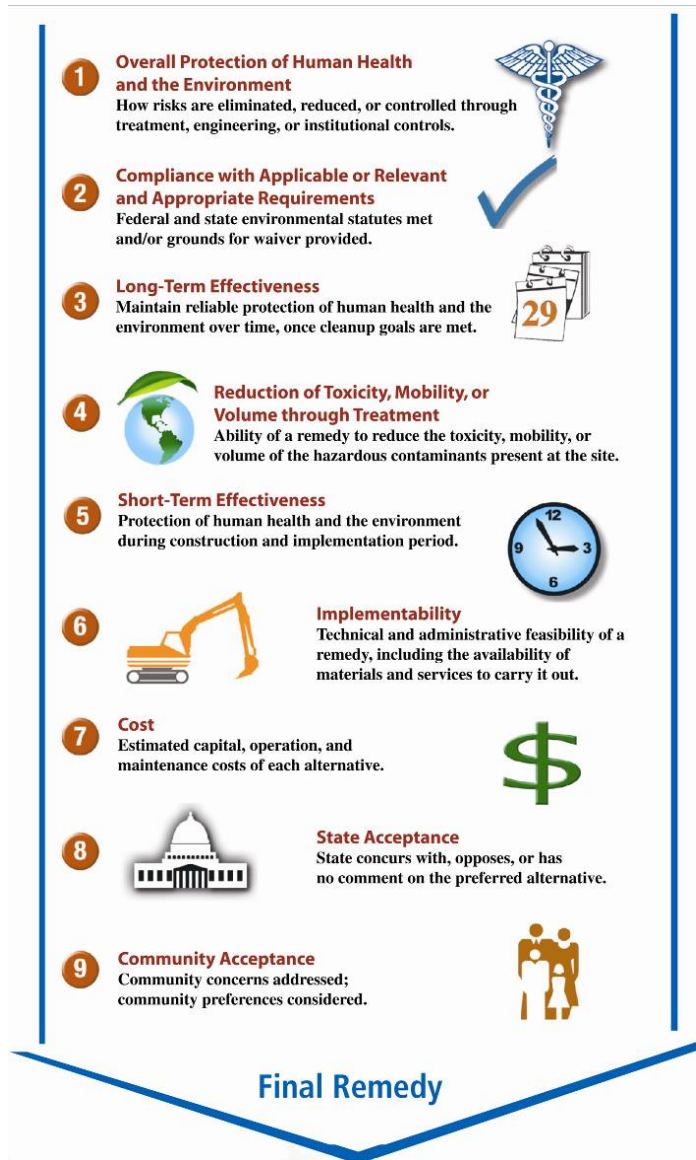 1
Overall Protection of Human Health
and the Environment
How risks are eliminated, reduced, or controlled through
treatment, engineering, or institutional controls.
2
Compliance with Applicable or Relevant
and Appropriate Requirements
Federal and state environmental statutes met
and/or grounds for waiver provided.
3
Long-Term Effectiveness
Maintain reliable protection of human health and the
environment over time, once cleanup goals are met.
29
4
Reduction of Toxicity, Mobility, or
Volume through Treatment
Ability of a remedy to reduce the toxicity, mobility, or
volume of the hazardous contaminants present at the site.
5
Short-Term Effectiveness
Protection of human health and the environment
during construction and implementation period.
12
9 3
6
6
Implementability
Technical and administrative feasibility of a
remedy, including the availability of
materials and services to carry it out.
7
Cost
Estimated capital, operation, and
maintenance costs of each alternative.
$
8
State Acceptance
State concurs with, opposes, or has
no comment on the preferred alternative.
9
Community Acceptance
Community concerns addressed;
community preferences considered.
Final Remedy